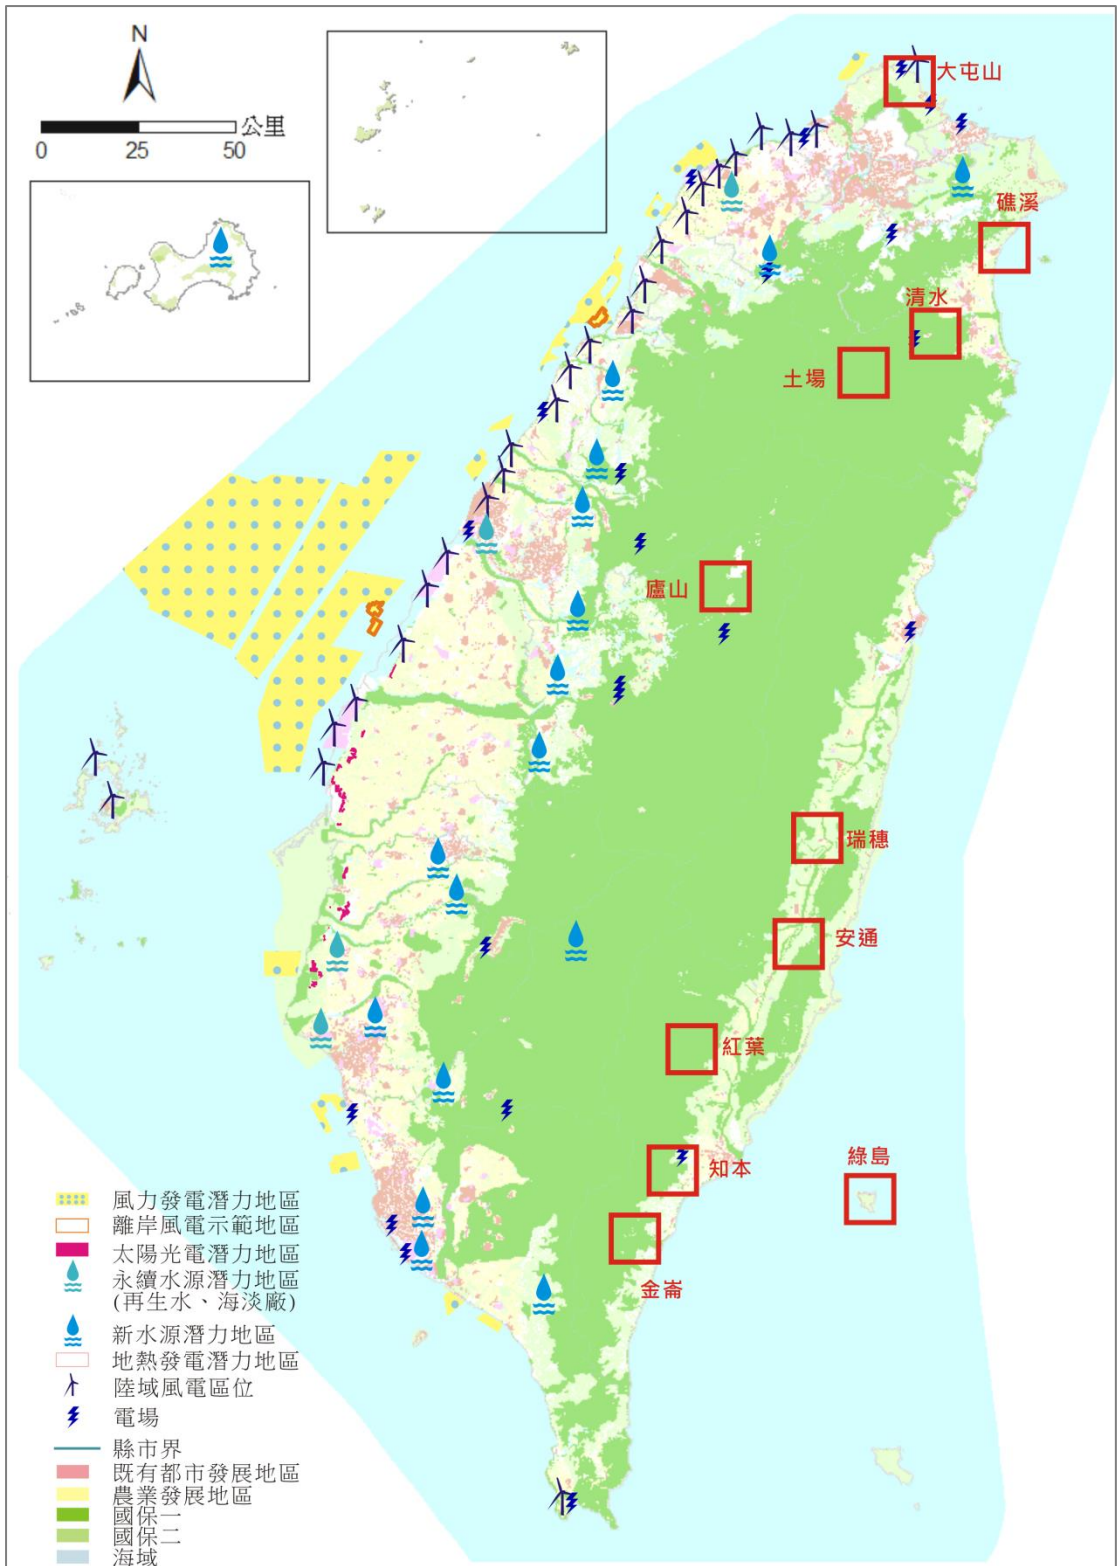 N
公里
0 25 50
大屯山
礁溪
清水
土場
廬山
瑞穗
安通
紅葉
知本
綠島
金崙
風力發電潛力地區
離岸風電示範地區
太陽光電潛力地區
永續水源潛力地區
(再生水、海淡廠)
新水源潛力地區
地熱發電潛力地區
陸域風電區位
電場
縣市界
既有都市發展地區
農業發展地區
國保一
國保二
海域